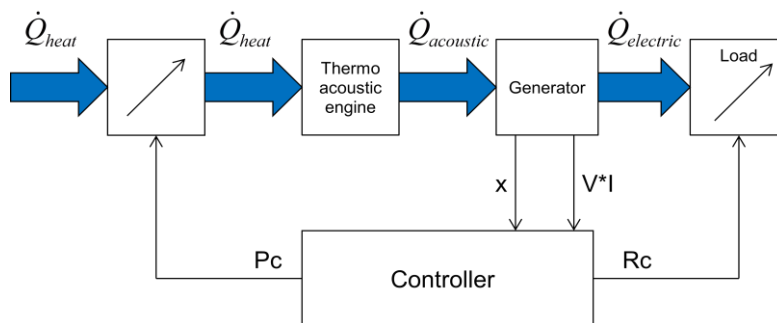 Q̇heat
Q̇heat
Q̇acoustic
Q̇electric
Thermo
acoustic
engine
Generator
Load
x
V*I
Pc
Controller
Rc